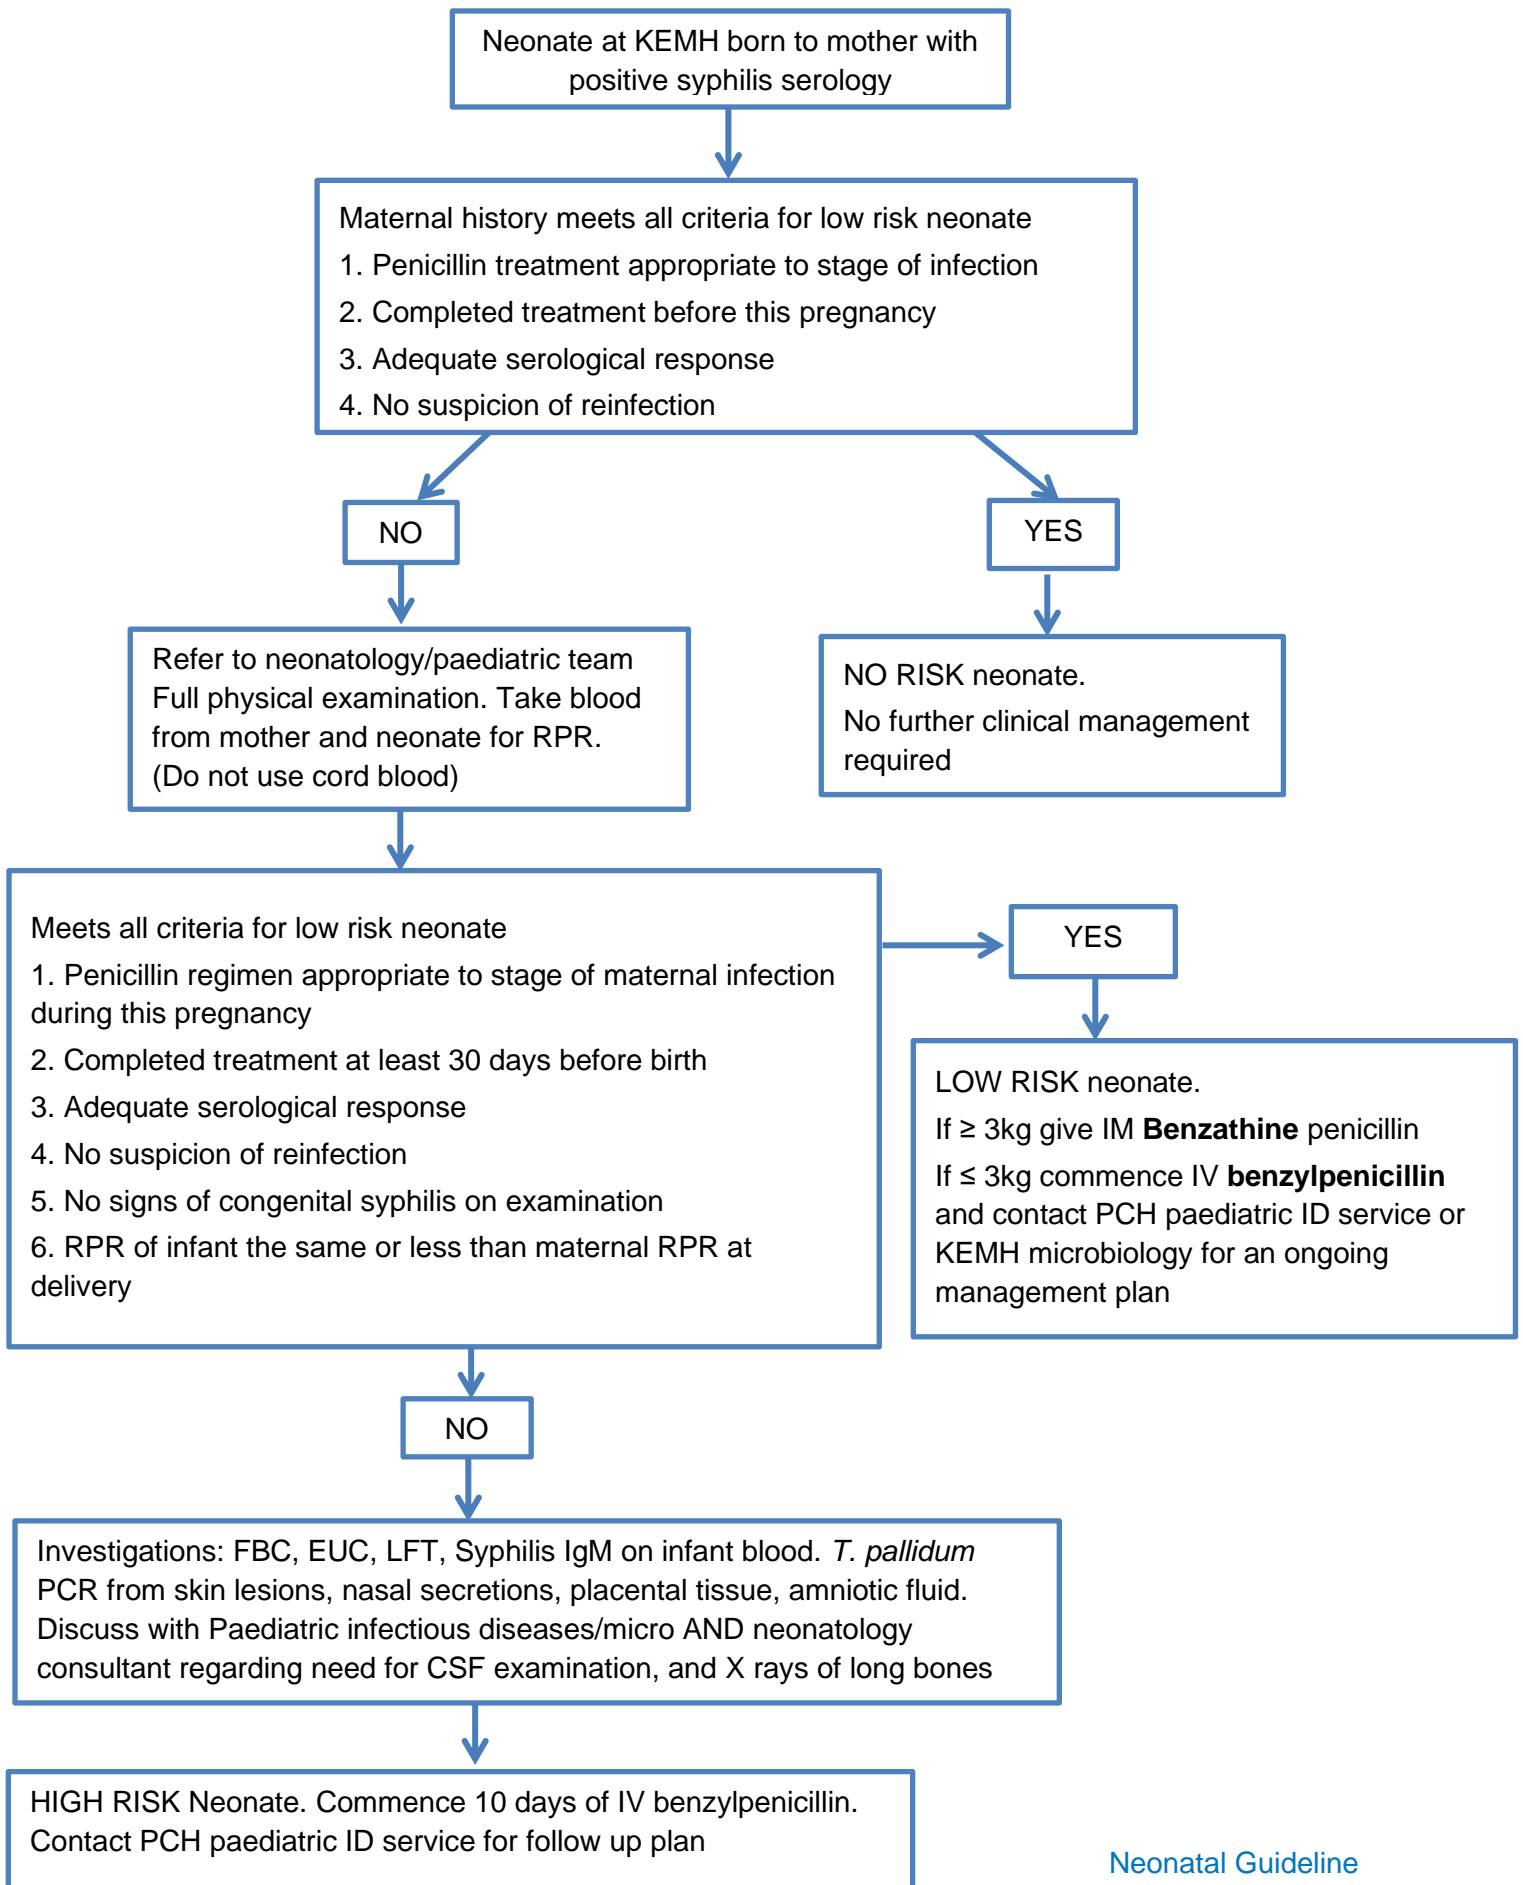 Neonate at KEMH born to mother with
positive syphilis serology
Maternal history meets all criteria for low risk neonate
1. Penicillin treatment appropriate to stage of infection
2. Completed treatment before this pregnancy
3. Adequate serological response
4. No suspicion of reinfection
NO
YES
Refer to neonatology/paediatric team
Full physical examination. Take blood
from mother and neonate for RPR.
(Do not use cord blood)
NO RISK neonate.
No further clinical management
required
Meets all criteria for low risk neonate
1. Penicillin regimen appropriate to stage of maternal infection
during this pregnancy
2. Completed treatment at least 30 days before birth
3. Adequate serological response
4. No suspicion of reinfection
5. No signs of congenital syphilis on examination
6. RPR of infant the same or less than maternal RPR at
delivery
YES
LOW RISK neonate.
If ≥ 3kg give IM Benzathine penicillin
If ≤ 3kg commence IV benzylpenicillin
and contact PCH paediatric ID service or
KEMH microbiology for an ongoing
management plan
NO
Investigations: FBC, EUC, LFT, Syphilis IgM on infant blood. T. pallidum
PCR from skin lesions, nasal secretions, placental tissue, amniotic fluid.
Discuss with Paediatric infectious diseases/micro AND neonatology
consultant regarding need for CSF examination, and X rays of long bones
HIGH RISK Neonate. Commence 10 days of IV benzylpenicillin.
Contact PCH paediatric ID service for follow up plan
Neonatal Guideline